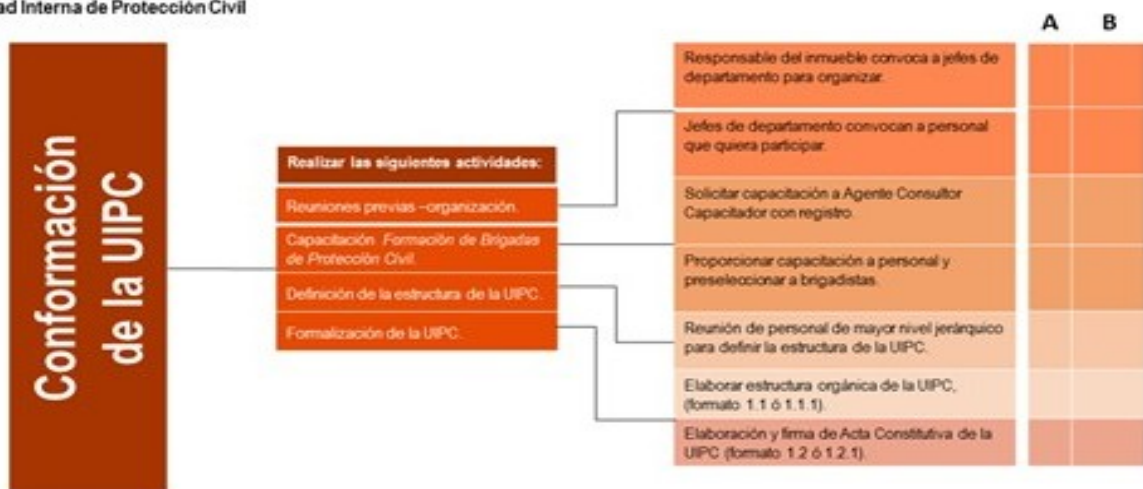 ad Interna de Protección Civil
A B
Conformación
de la UIPC
Realizar las siguientes actividades:
Reuniones previas –organización.
Capacitación Formación de Brigadas
de Protección Civil.
Definición de la estructura de la UIPC.
Formalización de la UIPC.
Responsable del inmueble convoca a jefes de
departamento para organizar.
Jefes de departamento convocan a personal
que quiera participar.
Solicitar capacitación a Agente Consultor
Capacitador con registro.
Proporcionar capacitación a personal y
preseleccionar a brigadistas.
Reunión de personal de mayor nivel jerárquico
para definir la estructura de la UIPC.
Elaborar estructura orgánica de la UIPC,
(formato 1.1 ó 1.1.1).
Elaboración y firma de Acta Constitutiva de la
UIPC (formato 1.2 ó 1.2.1).